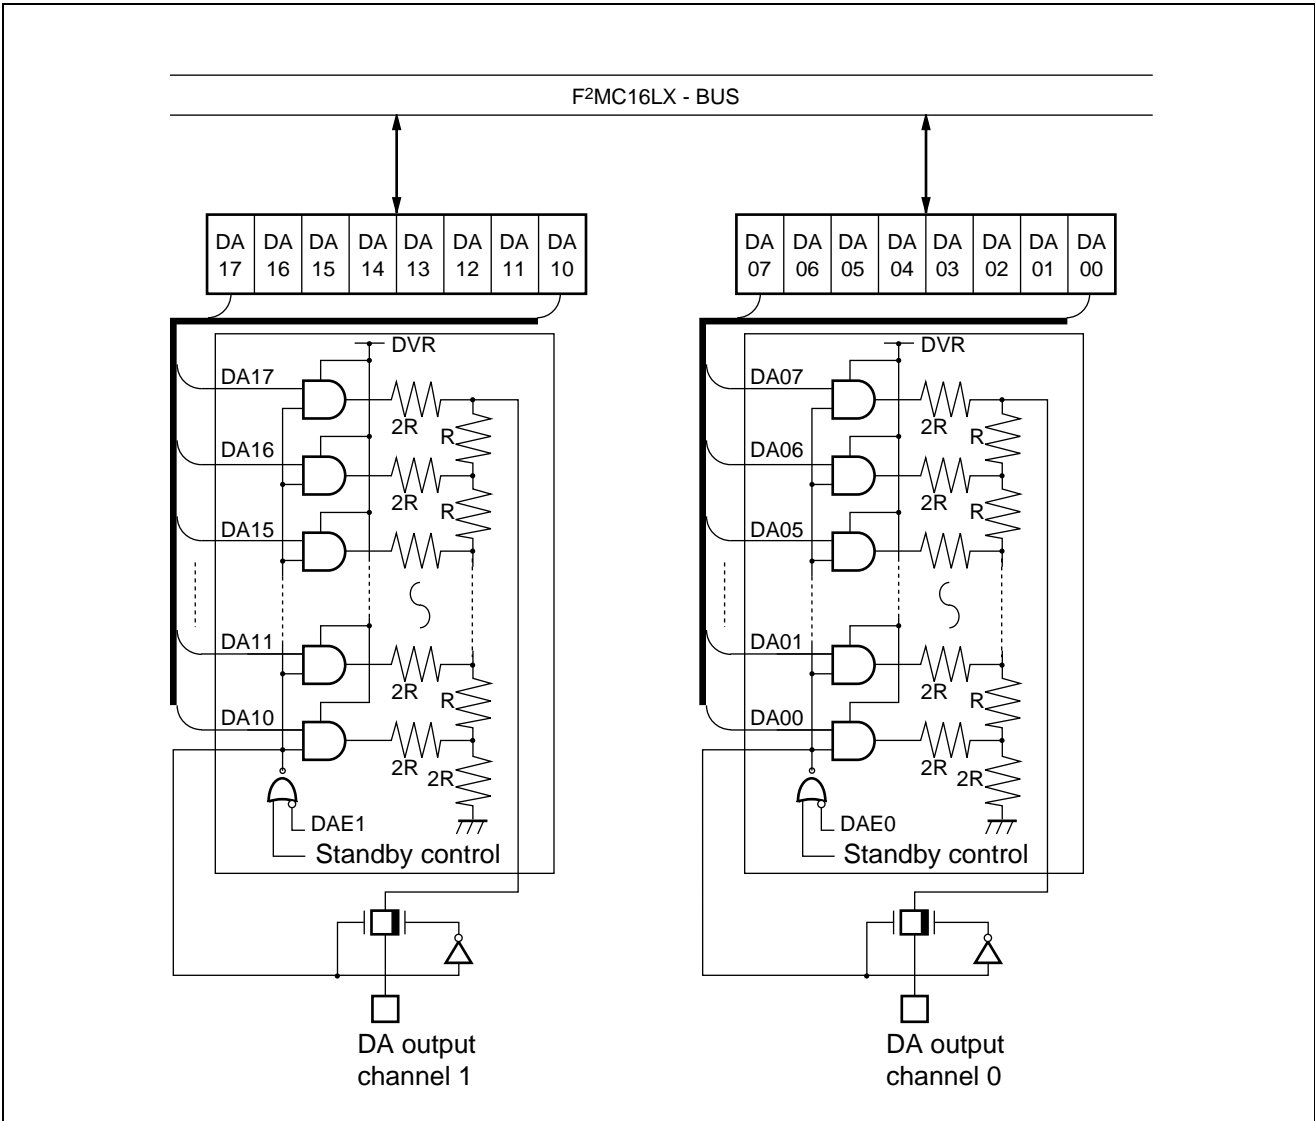 F²MC16LX - BUS
DA 17 DA 16 DA 15 DA 14 DA 13 DA 12 DA 11 DA 10
DVR
DA17
2R
R
DA16
2R
R
DA15
DA11
2R
R
DA10
2R
2R
DAE1
Standby control
DA output
channel 1
DA 07 DA 06 DA 05 DA 04 DA 03 DA 02 DA 01 DA 00
DVR
DA07
2R
R
DA06
2R
R
DA05
DA01
2R
R
DA00
2R
2R
DAE0
Standby control
DA output
channel 0